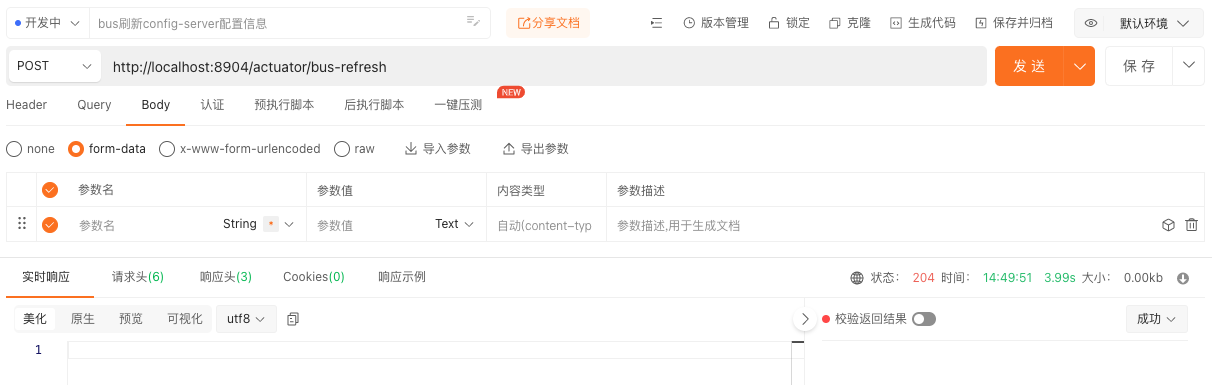 开发中 bus刷新config-server配置信息 分享文档 版本管理 锁定 克隆 生成代码 保存并归档 默认环境
POST http://localhost:8904/actuator/bus-refresh 发 送 保 存
Header Query Body 认证 预执行脚本 后执行脚本 一键压测 NEW
none form-data x-www-form-urlencoded raw 导入参数 导出参数
参数名 参数值 内容类型 参数描述
参数名 String * 参数值 Text 自动(content-typ 参数描述,用于生成文档
实时响应 请求头(6) 响应头(3) Cookies(0) 响应示例 状态: 204 时间: 14:49:51 3.99s 大小: 0.00kb
美化 原生 预览 可视化 utf8 校验返回结果 成功
1